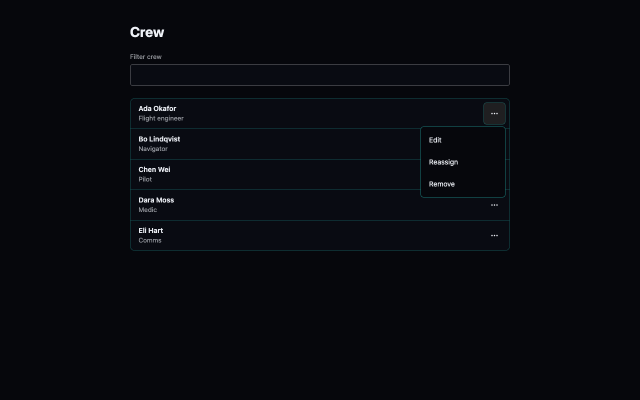 Crew
Filter crew
Ada Okafor
Flight engineer
...
Bo Lindqvist
Navigator
Edit
Chen Wei
Pilot
Reassign
Remove
Dara Moss
Medic
...
Eli Hart
Comms
...